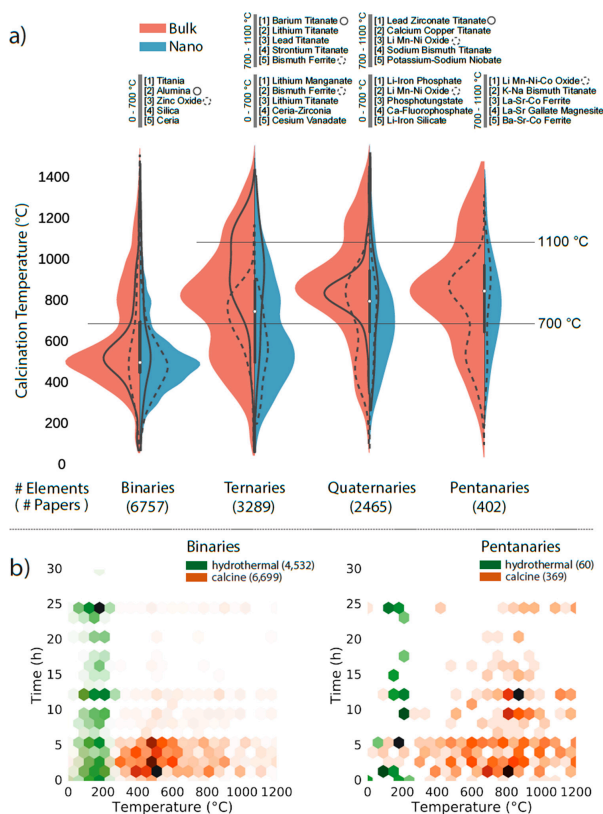 a)
Bulk
Nano
700 - 1100 °C
[1] Barium Titanate
[2] Lithium Titanate
[3] Lead Titanate
[4] Strontium Titanate
[5] Bismuth Ferrite
700 - 1100 °C
[1] Lead Zirconate Titanate
[2] Calcium Copper Titanate
[3] Li Mn-Ni Oxide
[4] Sodium Bismuth Titanate
[5] Potassium-Sodium Niobate
0 - 700 °C
[1] Titania
[2] Alumina
[3] Zinc Oxide
[4] Silica
[5] Ceria
0 - 700 °C
[1] Lithium Manganate
[2] Bismuth Ferrite
[3] Lithium Titanate
[4] Ceria-Zirconia
[5] Cesium Vanadate
0 - 700 °C
[1] Li-Iron Phosphate
[2] Li Mn-Ni Oxide
[3] Phosphotungstate
[4] Ca-Fluorophosphate
[5] Li-Iron Silicate
700 - 1100 °C
[1] Li Mn-Ni-Co Oxide
[2] K-Na Bismuth Titanate
[3] La-Sr-Co Ferrite
[4] La-Sr Gallate Magnesite
[5] Ba-Sr-Co Ferrite
Calcination Temperature (°C)
1400
1200
1000
800
600
400
200
0
1100 °C
700 °C
# Elements
(# Papers)
Binaries
(6757)
Ternaries
(3289)
Quaternaries
(2465)
Pentanaries
(402)
b)
Binaries
hydrothermal (4,532)
calcine (6,699)
Time (h)
30
25
20
15
10
5
0
0 200 400 600 800 1000 1200
Temperature (°C)
Pentanaries
hydrothermal (60)
calcine (369)
Time (h)
30
25
20
15
10
5
0
0 200 400 600 800 1000 1200
Temperature (°C)